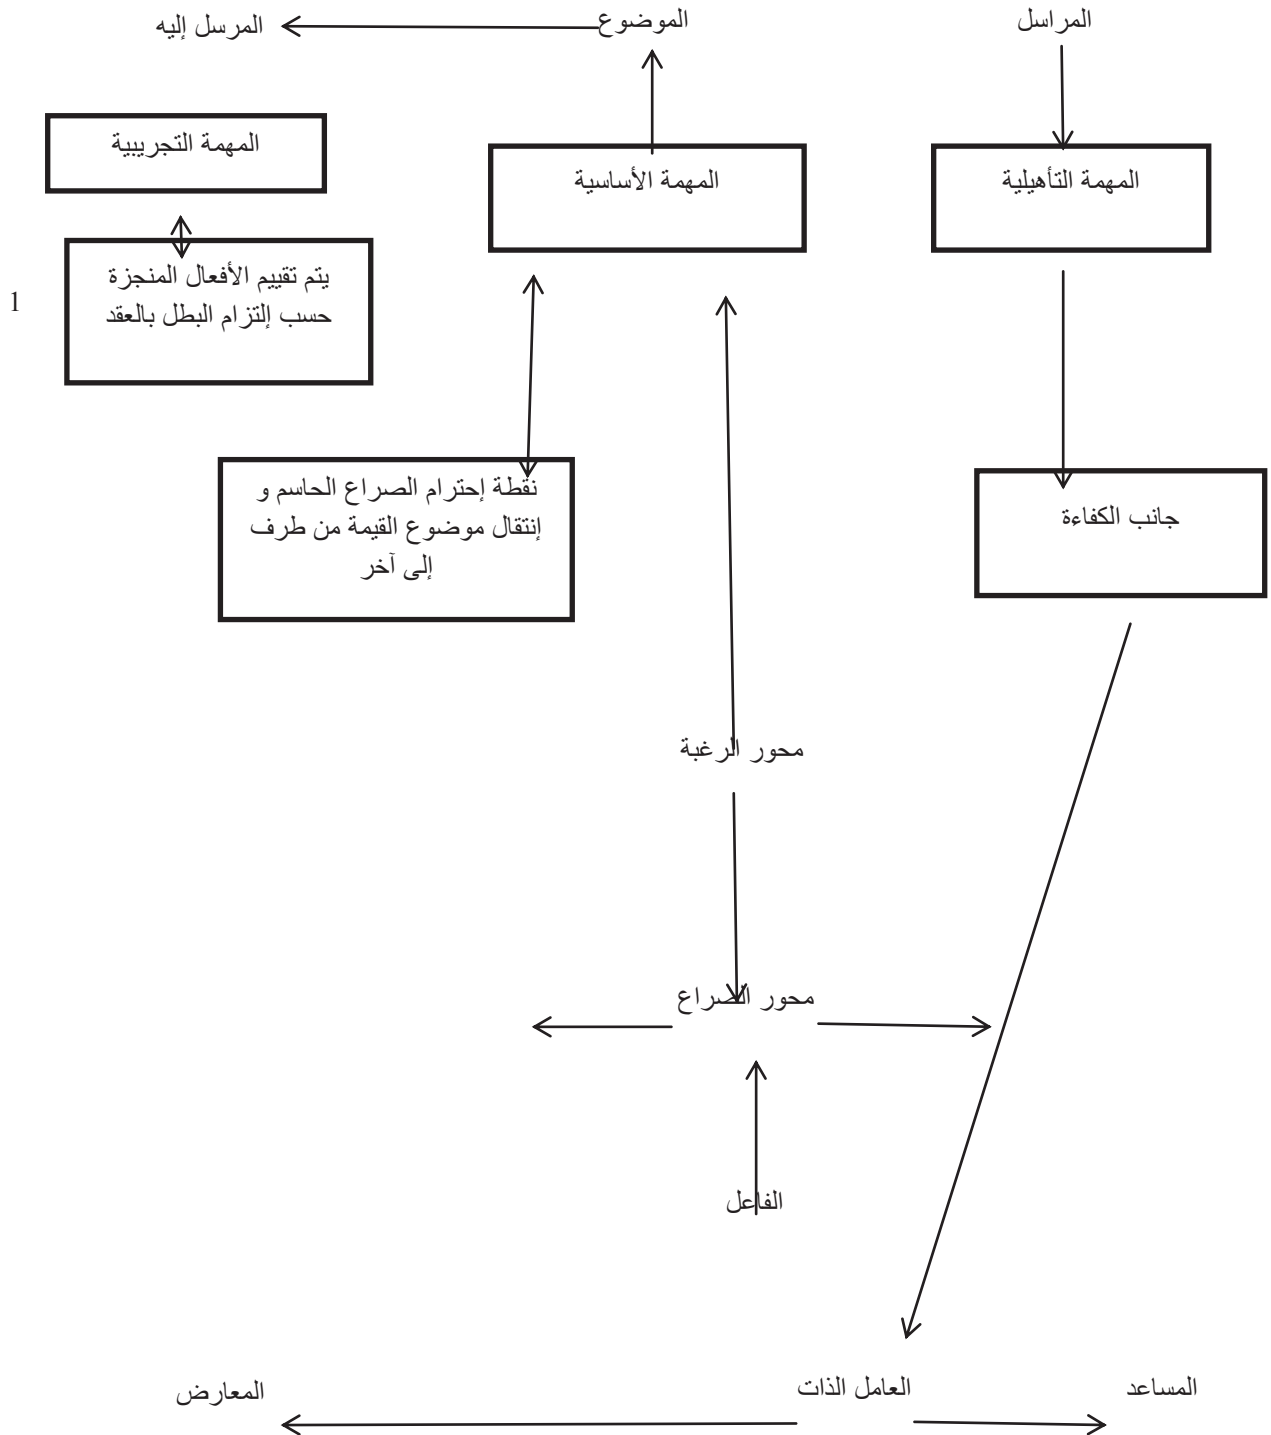 المراسل
الموضوع
المرسل إليه
المهمة التجريبية
المهمة الأساسية
المهمة التأهيلية
يتم تقييم الأفعال المنجزة
حسب إلتزام البطل بالعقد
1
نقطة إحترام الصراع الحاسم و
إنتقال موضوع القيمة من طرف
إلى آخر
جانب الكفاءة
محور الرغبة
محور الصراع
الفاعل
المساعد
العامل الذات
المعارض